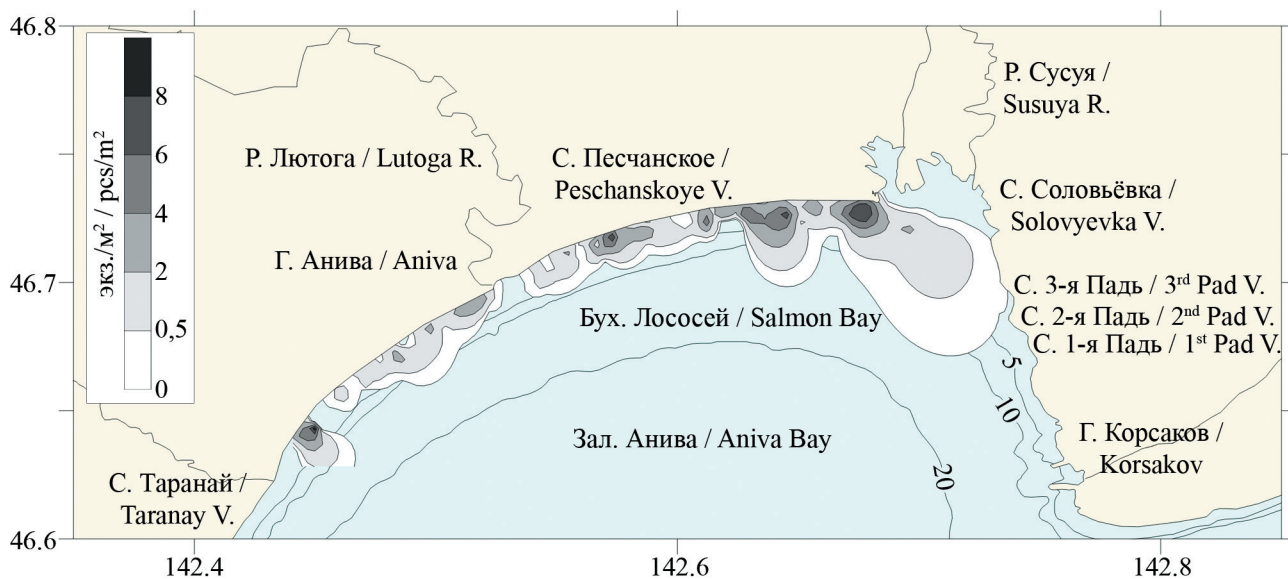 46.8
46.7
46.6
142.4
142.6
142.8
экз./м² / pcs/m²
8
6
4
2
0,5
0
Р. Лютога / Lutoga R.
Г. Анива / Aniva
С. Песчанское /
Peschanskoye V.
Р. Сусуя /
Susuya R.
С. Соловьёвка /
Solovyevka V.
С. 3-я Падь / 3rd Pad V.
С. 2-я Падь / 2nd Pad V.
С. 1-я Падь / 1st Pad V.
Бух. Лососей / Salmon Bay
Зал. Анива / Aniva Bay
5
10
20
Г. Корсаков /
Korsakov
С. Таранай /
Taranay V.